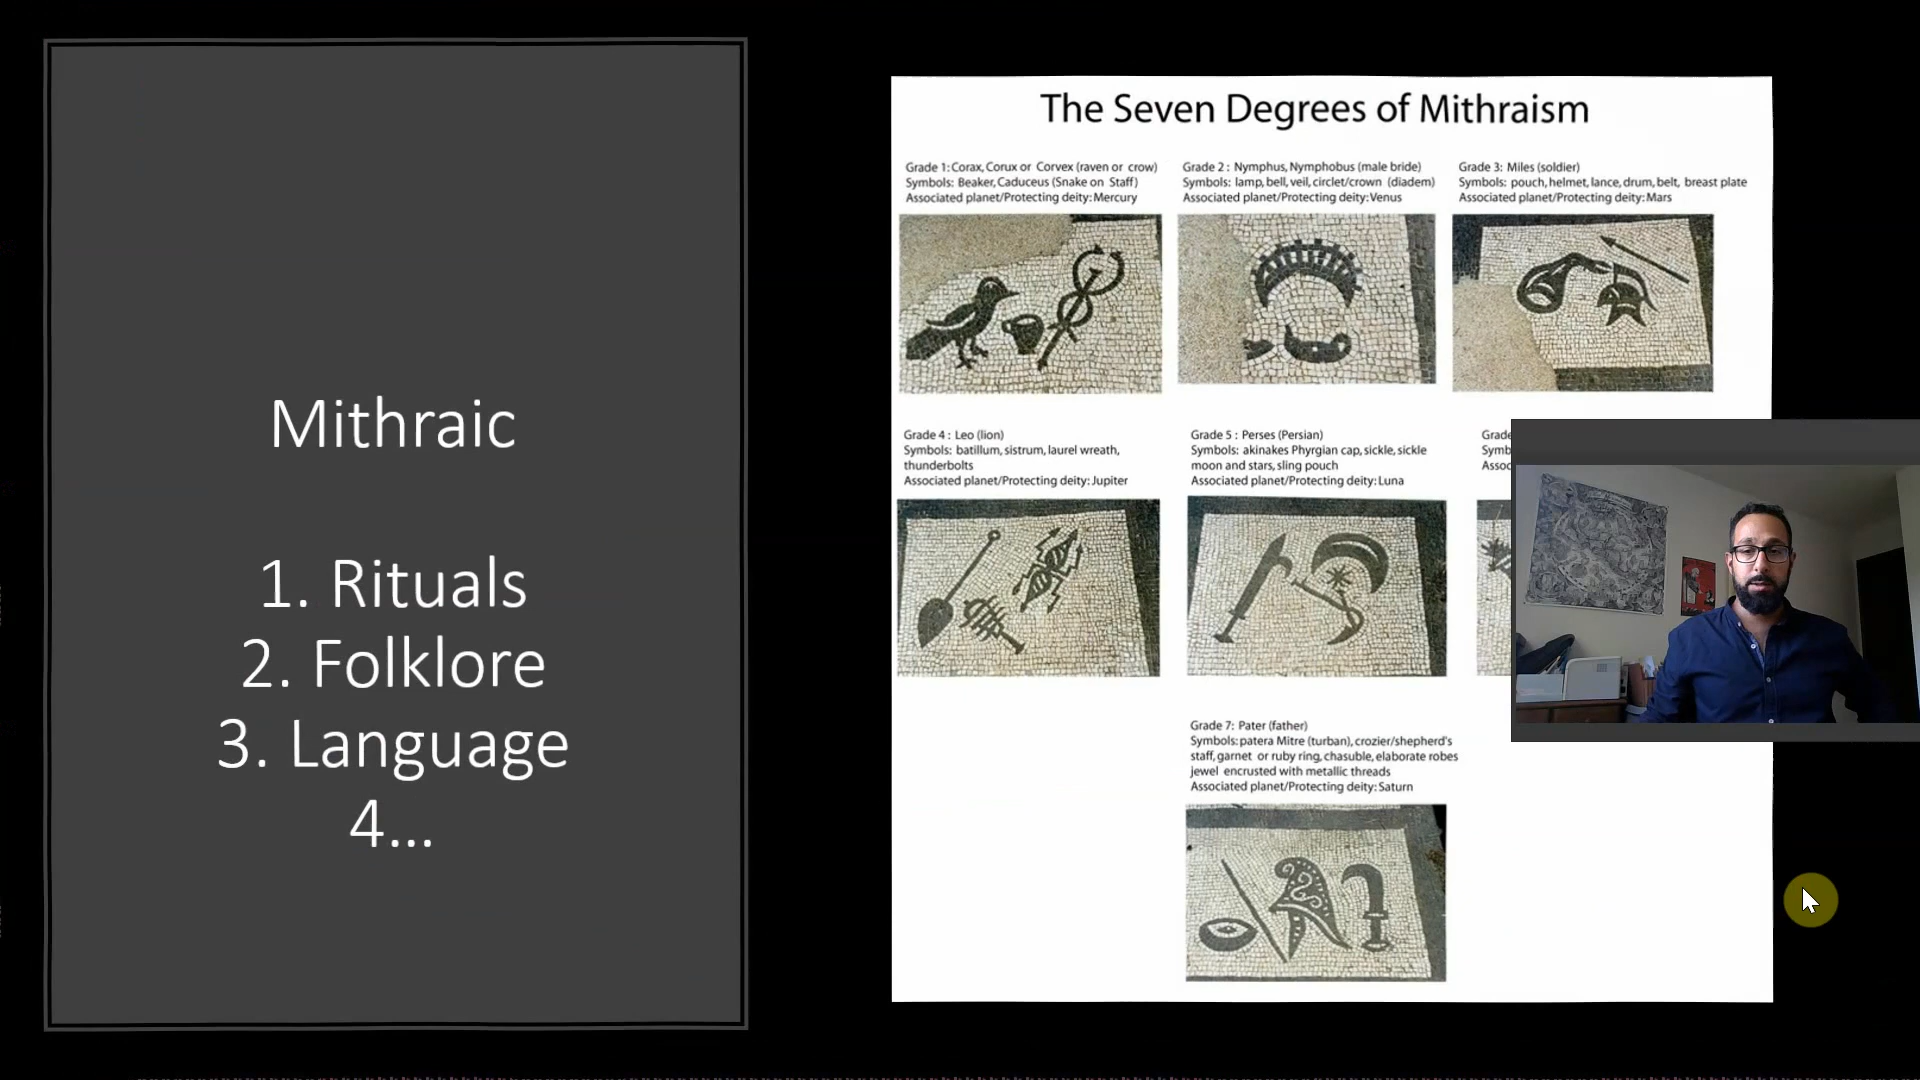 Mithraic
1. Rituals
2. Folklore
3. Language
4...
The Seven Degrees of Mithraism
Grade 1: Corax, Corux or Corvex (raven or crow)
Symbols: Beaker, Caduceus (Snake on Staff)
Associated planet/Protecting deity: Mercury
Grade 2 : Nymphus, Nymphobus (male bride)
Symbols: lamp, bell, veil, circlet/crown (diadem)
Associated planet/Protecting deity: Venus
Grade 3: Miles (soldier)
Symbols: pouch, helmet, lance, drum, belt, breast plate
Associated planet/Protecting deity: Mars
Grade 4 : Leo (lion)
Symbols: batillum, sistrum, laurel wreath,
thunderbolts
Associated planet/Protecting deity: Jupiter
Grade 5 : Perses (Persian)
Symbols: akinakes Phyrgian cap, sickle, sickle
moon and stars, sling pouch
Associated planet/Protecting deity: Luna
Grade
Symb
Assoc
Grade 7: Pater (father)
Symbols: patera Mitre (turban), crozier/shepherd's
staff, garnet or ruby ring, chasuble, elaborate robes
jewel encrusted with metallic threads
Associated planet/Protecting deity: Saturn